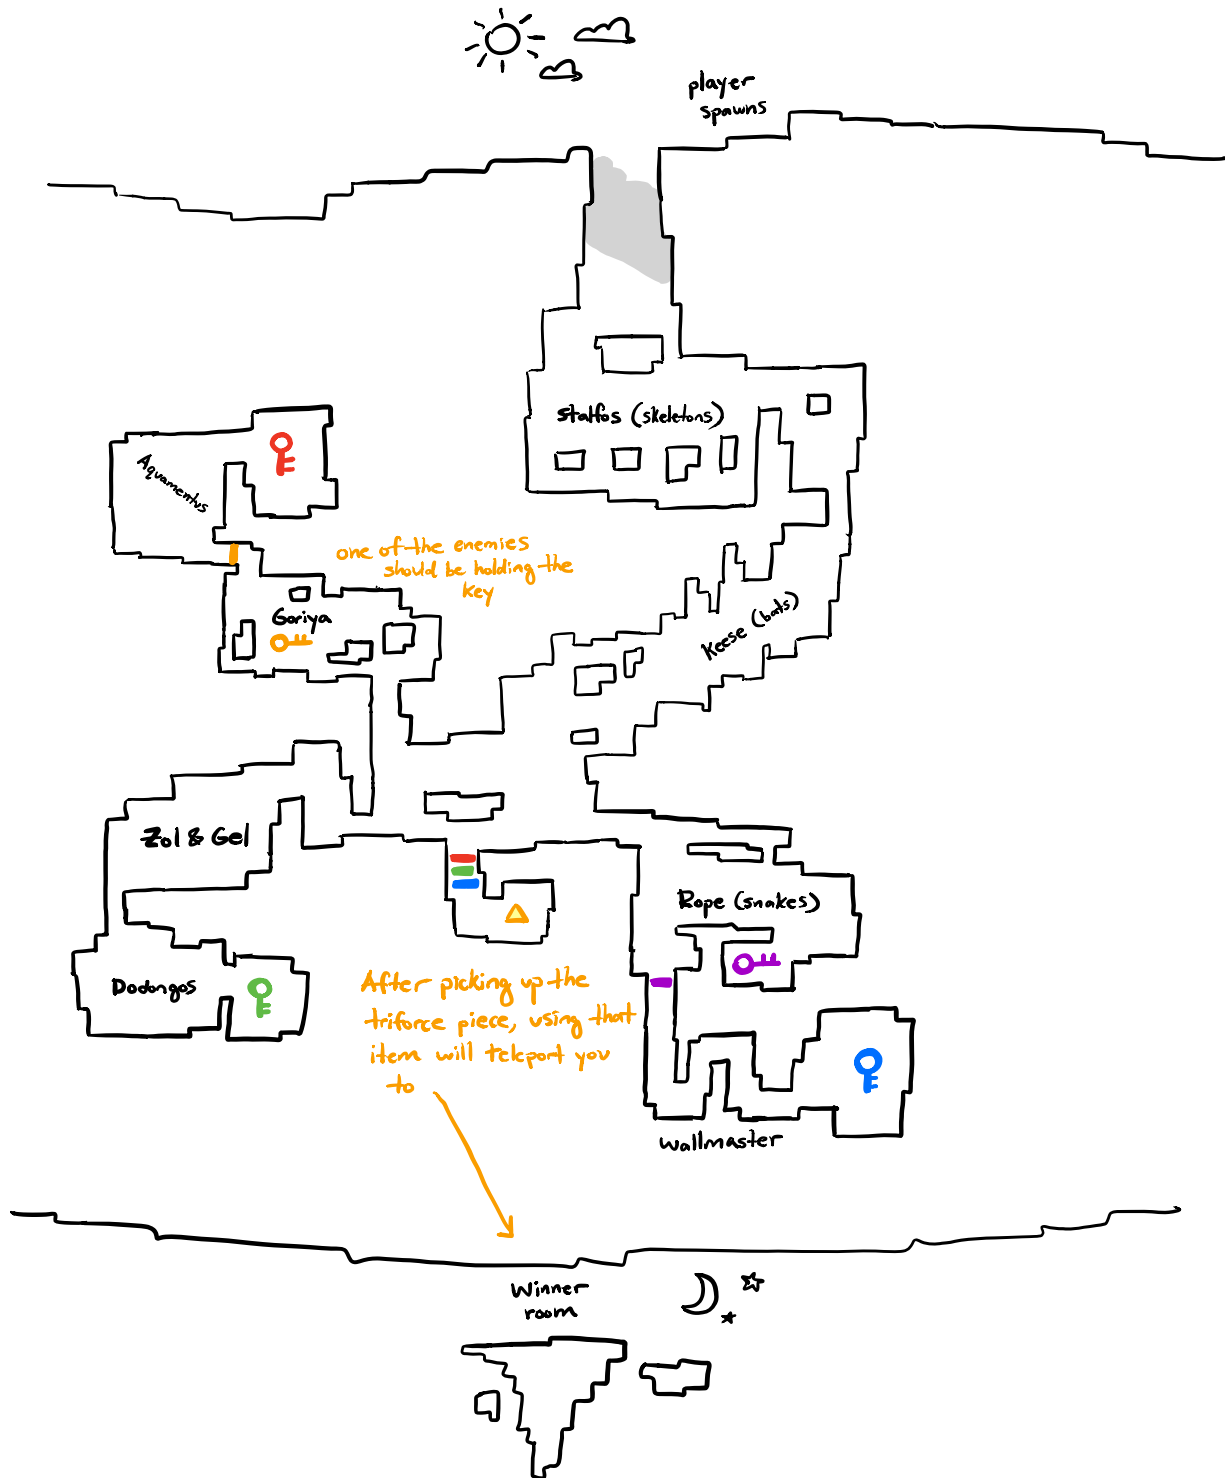 player
spawns
Stalfos (skeletons)
Aquamentus
one of the enemies
should be holding the
key
Goriya
Keese (bats)
Zol & Gel
Rope (snakes)
Dodongos
After picking up the
triforce piece, using that
item will teleport you
to
Wallmaster
Winner
room